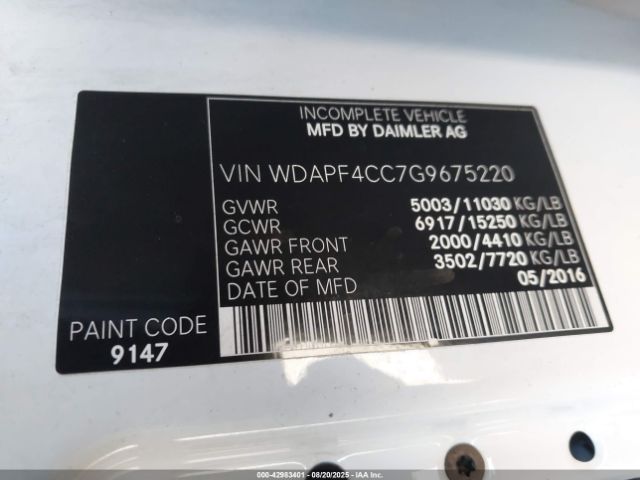 INCOMPLETE VEHICLE
MFD BY DAIMLER AG
VIN WDAPF4CC7G9675220
GVWR 5003/11030 KG/LB
GCWR 6917/15250 KG/LB
GAWR FRONT 2000/4410 KG/LB
GAWR REAR 3502/7720 KG/LB
DATE OF MFD 05/2016
PAINT CODE
9147
000-42983401 - 08/20/2025 - IAAI.COM